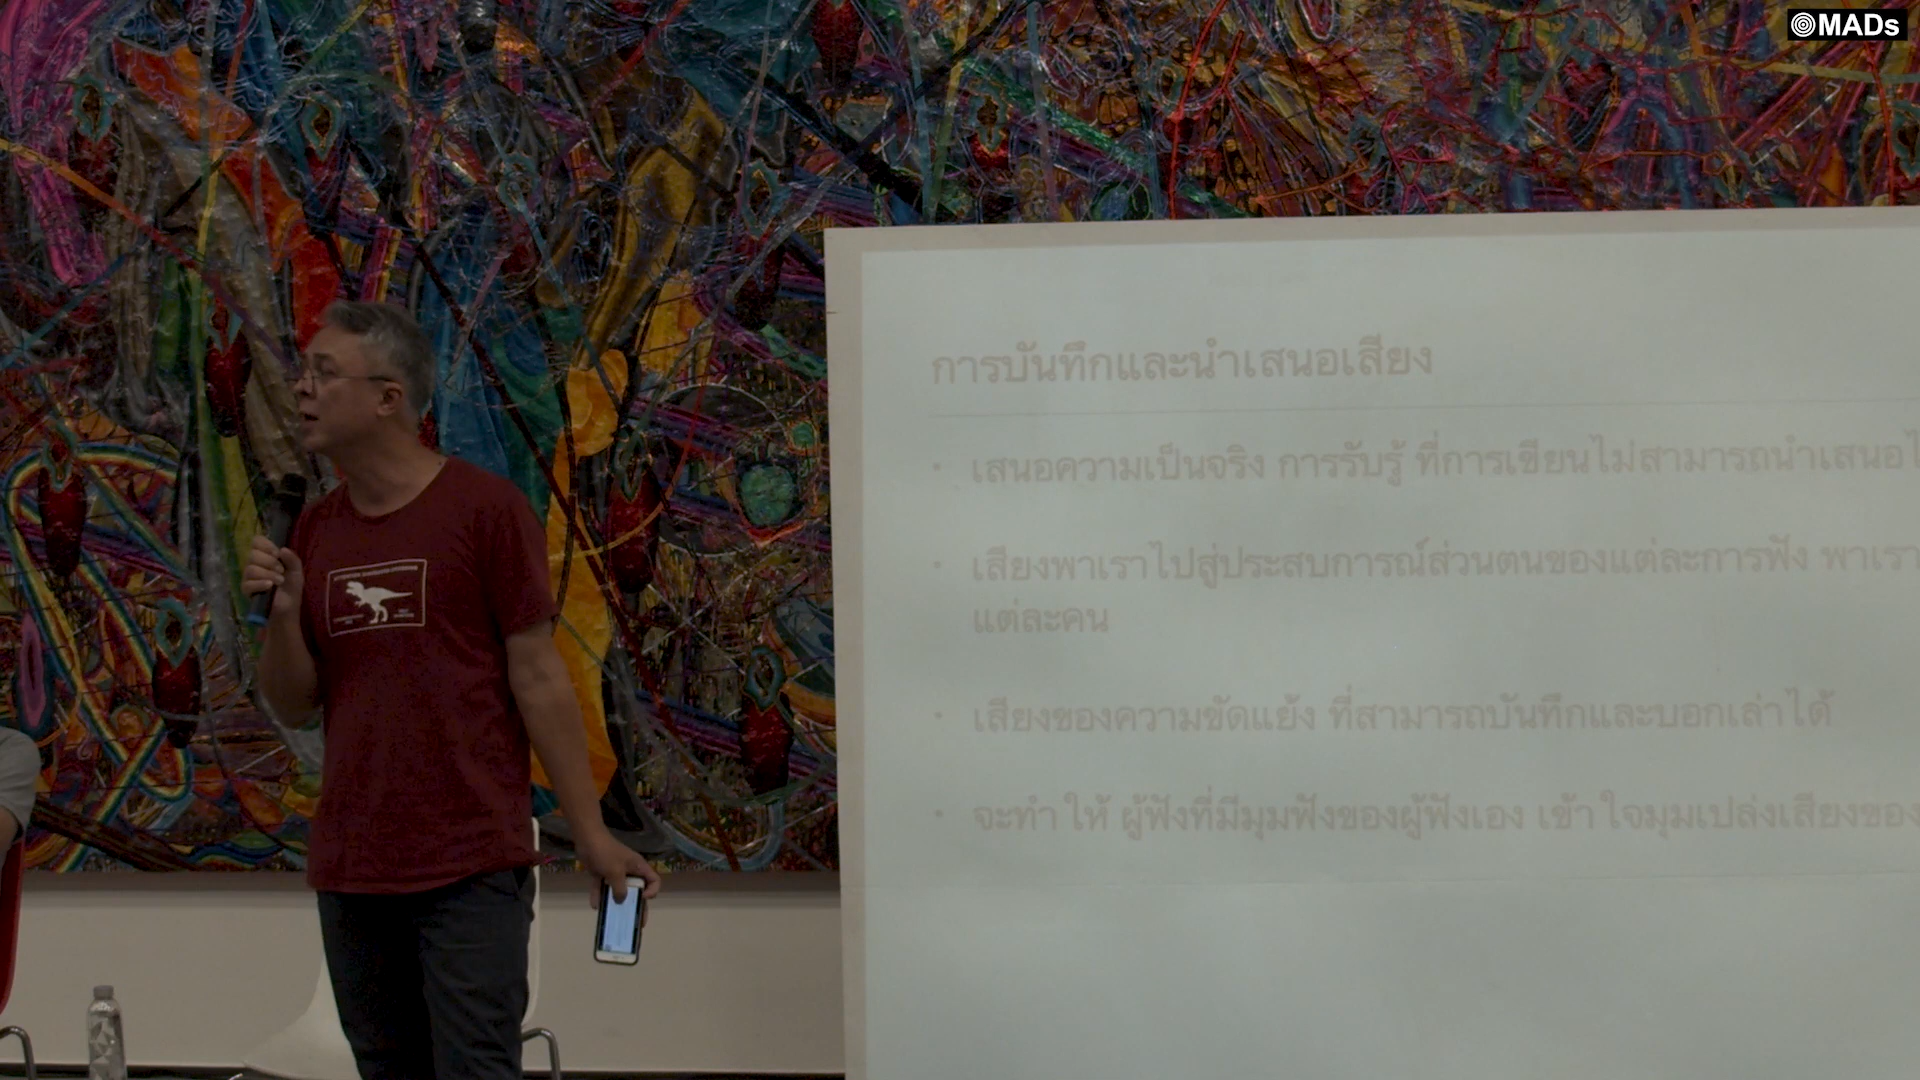 MADs
การบันทึกและนำเสนอเสียง
• เสนอความเป็นจริง การรับรู้ ที่การเขียนไม่สามารถนำเสนอ
• เสียงพาเราไปสู่ประสบการณ์ส่วนตนของแต่ละการฟัง พาเรา
แต่ละคน
• เสียงของความขัดแย้ง ที่สามารถบันทึกและบอกเล่าได้
• จะทำ ให้ ผู้ฟังที่มีมุมฟังของผู้ฟังเอง เข้า ใจมุมเปล่งเสียงของ